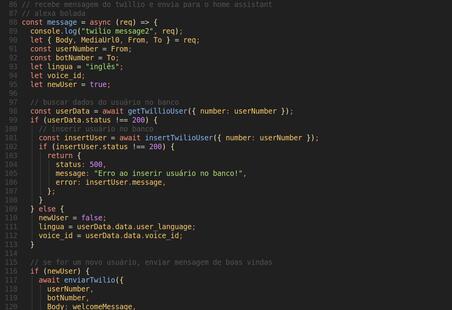 86 // recebe mensagem do twillio e envia para o home assistant
87 // alexa bolada
88 const message = async (req) => {
89 console.log("twilio message2", req);
90 let { Body, MediaUrl0, From, To } = req;
91 const userNumber = From;
92 const botNumber = To;
93 let lingua = "inglês";
94 let voice_id;
95 let newUser = true;
96
97 // buscar dados do usuário no banco
98 const userData = await getTwillioUser({ number: userNumber });
99 if (userData.status !== 200) {
100 // inserir usuário no banco
101 const insertUser = await insertTwilioUser({ number: userNumber });
102 if (insertUser.status !== 200) {
103 return {
104 status: 500,
105 message: "Erro ao inserir usuário no banco!",
106 error: insertUser.message,
107 };
108 }
109 } else {
110 newUser = false;
111 lingua = userData.data.user_language;
112 voice_id = userData.data.voice_id;
113 }
114
115 // se for um novo usuário, enviar mensagem de boas vindas
116 if (newUser) {
117 await enviarTwilio({
118 userNumber,
119 botNumber,
120 Body: welcomeMessage,